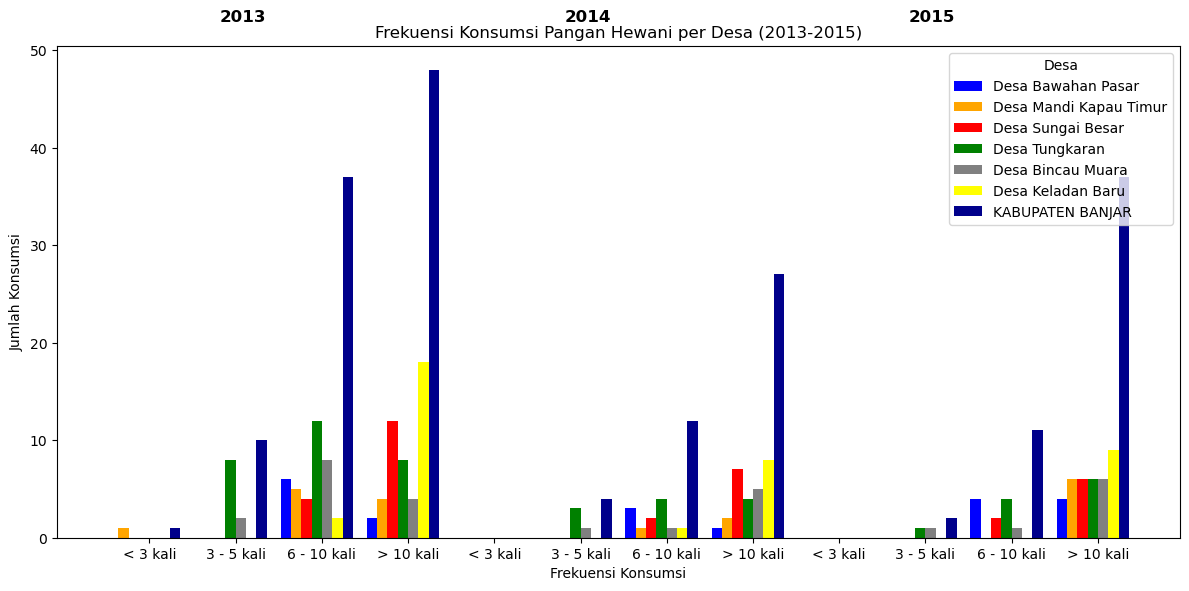 2013 2014 2015
Frekuensi Konsumsi Pangan Hewani per Desa (2013-2015)
50
40
30
20
10
0
Jumlah Konsumsi
Desa
Desa Bawahan Pasar
Desa Mandi Kapau Timur
Desa Sungai Besar
Desa Tungkaran
Desa Bincau Muara
Desa Keladan Baru
KABUPATEN BANJAR
< 3 kali 3 - 5 kali 6 - 10 kali > 10 kali < 3 kali 3 - 5 kali 6 - 10 kali > 10 kali < 3 kali 3 - 5 kali 6 - 10 kali > 10 kali
Frekuensi Konsumsi